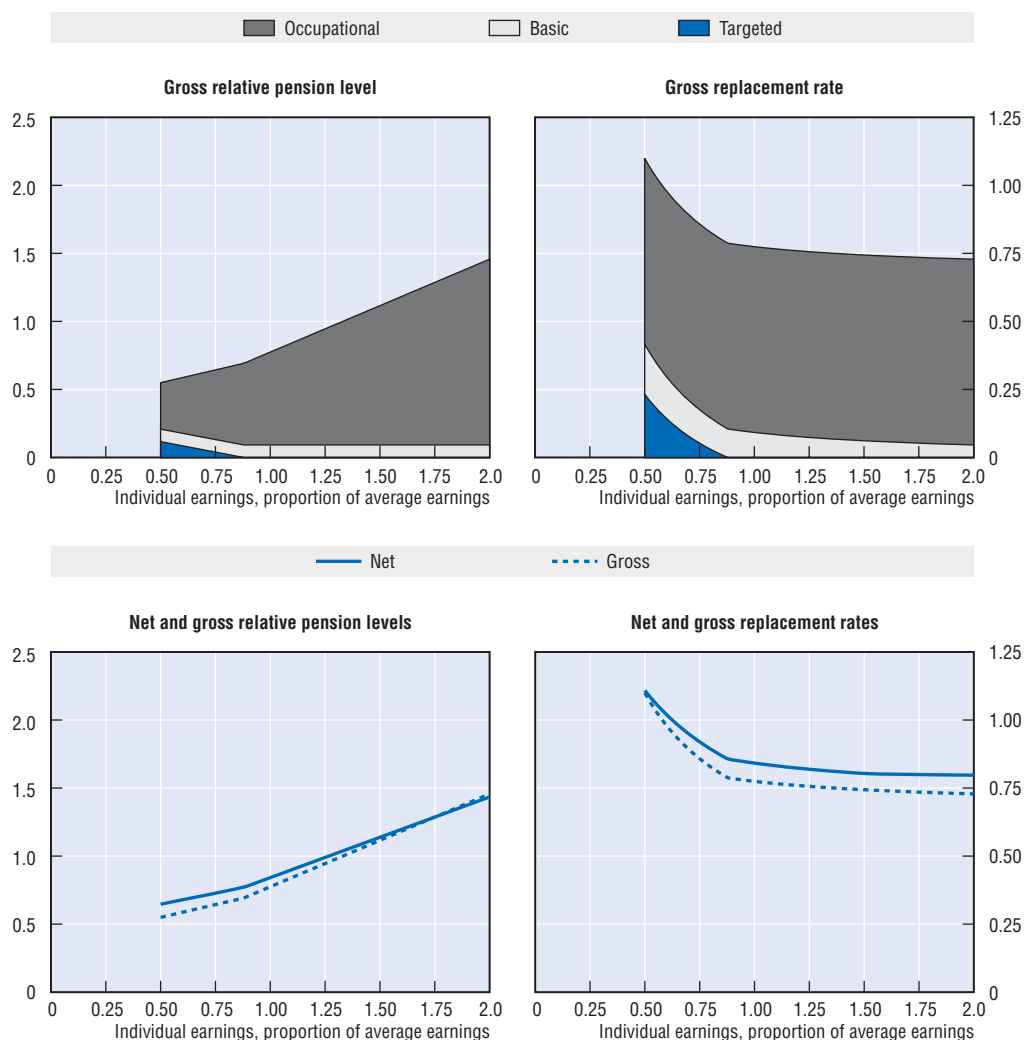 Occupational Basic Targeted
Gross relative pension level
2.5
2.0
1.5
1.0
0.5
0
0 0.25 0.50 0.75 1.00 1.25 1.50 1.75 2.0
Individual earnings, proportion of average earnings
Gross replacement rate
1.25
1.00
0.75
0.50
0.25
0
0 0.25 0.50 0.75 1.00 1.25 1.50 1.75 2.0
Individual earnings, proportion of average earnings
Net Gross
Net and gross relative pension levels
2.5
2.0
1.5
1.0
0.5
0
0 0.25 0.50 0.75 1.00 1.25 1.50 1.75 2.0
Individual earnings, proportion of average earnings
Net and gross replacement rates
1.25
1.00
0.75
0.50
0.25
0
0 0.25 0.50 0.75 1.00 1.25 1.50 1.75 2.0
Individual earnings, proportion of average earnings